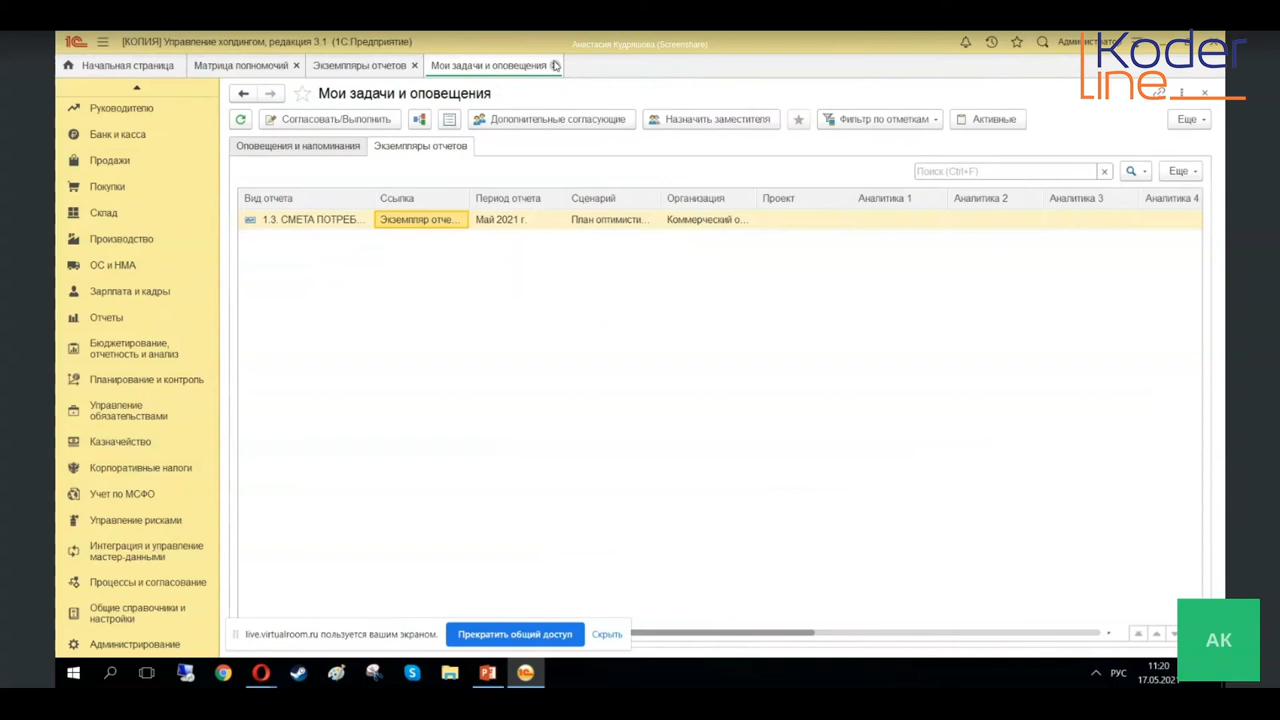 [КОПИЯ] Управление холдингом, редакция 3.1 (1С:Предприятие)
Анастасия Кудряшова (Screenshare)
Koder
line
Начальная страница
Матрица полномочий
Экземпляры отчетов
Мои задачи и оповещения
Мои задачи и оповещения
Согласовать/Выполнить
Дополнительные согласующие
Назначить заместителя
Фильтр по отметкам
Активные
Еще
Оповещения и напоминания
Экземпляры отчетов
Поиск (Ctrl+F)
Еще
Вид отчета
Ссылка
Период отчета
Сценарий
Организация
Проект
Аналитика 1
Аналитика 2
Аналитика 3
Аналитика 4
1.3. СМЕТА ПОТРЕБ...
Экземпляр отче...
Май 2021 г.
План оптимисти...
Коммерческий о...
Руководителю
Банк и касса
Продажи
Покупки
Склад
Производство
ОС и НМА
Зарплата и кадры
Отчеты
Бюджетирование,
отчетность и анализ
Планирование и контроль
Управление
обязательствами
Казначейство
Корпоративные налоги
Учет по МСФО
Управление рисками
Интеграция и управление
мастер-данными
Процессы и согласование
Общие справочники и
настройки
Администрирование
live.virtualroom.ru пользуется вашим экраном.
Прекратить общий доступ
Скрыть
АК
РУС
11:20